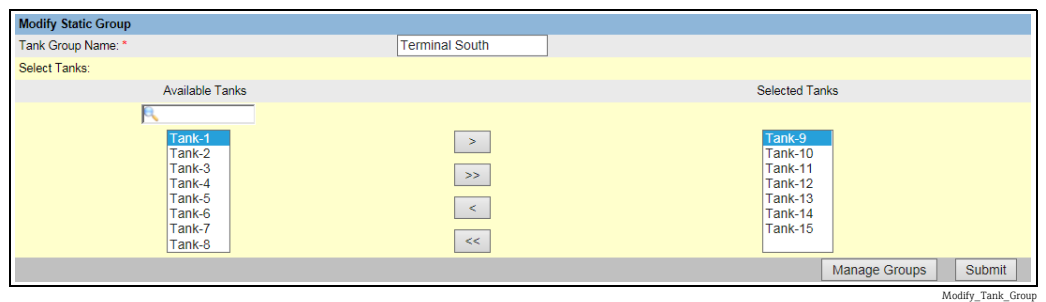 Modify Static Group
Tank Group Name: * Terminal South
Select Tanks:
Available Tanks Selected Tanks
Tank-1 > Tank-9
Tank-2 Tank-10
Tank-3 Tank-11
Tank-4 >> Tank-12
Tank-5 Tank-13
Tank-6 < Tank-14
Tank-7 Tank-15
Tank-8 <<
Manage Groups Submit
Modify_Tank_Group